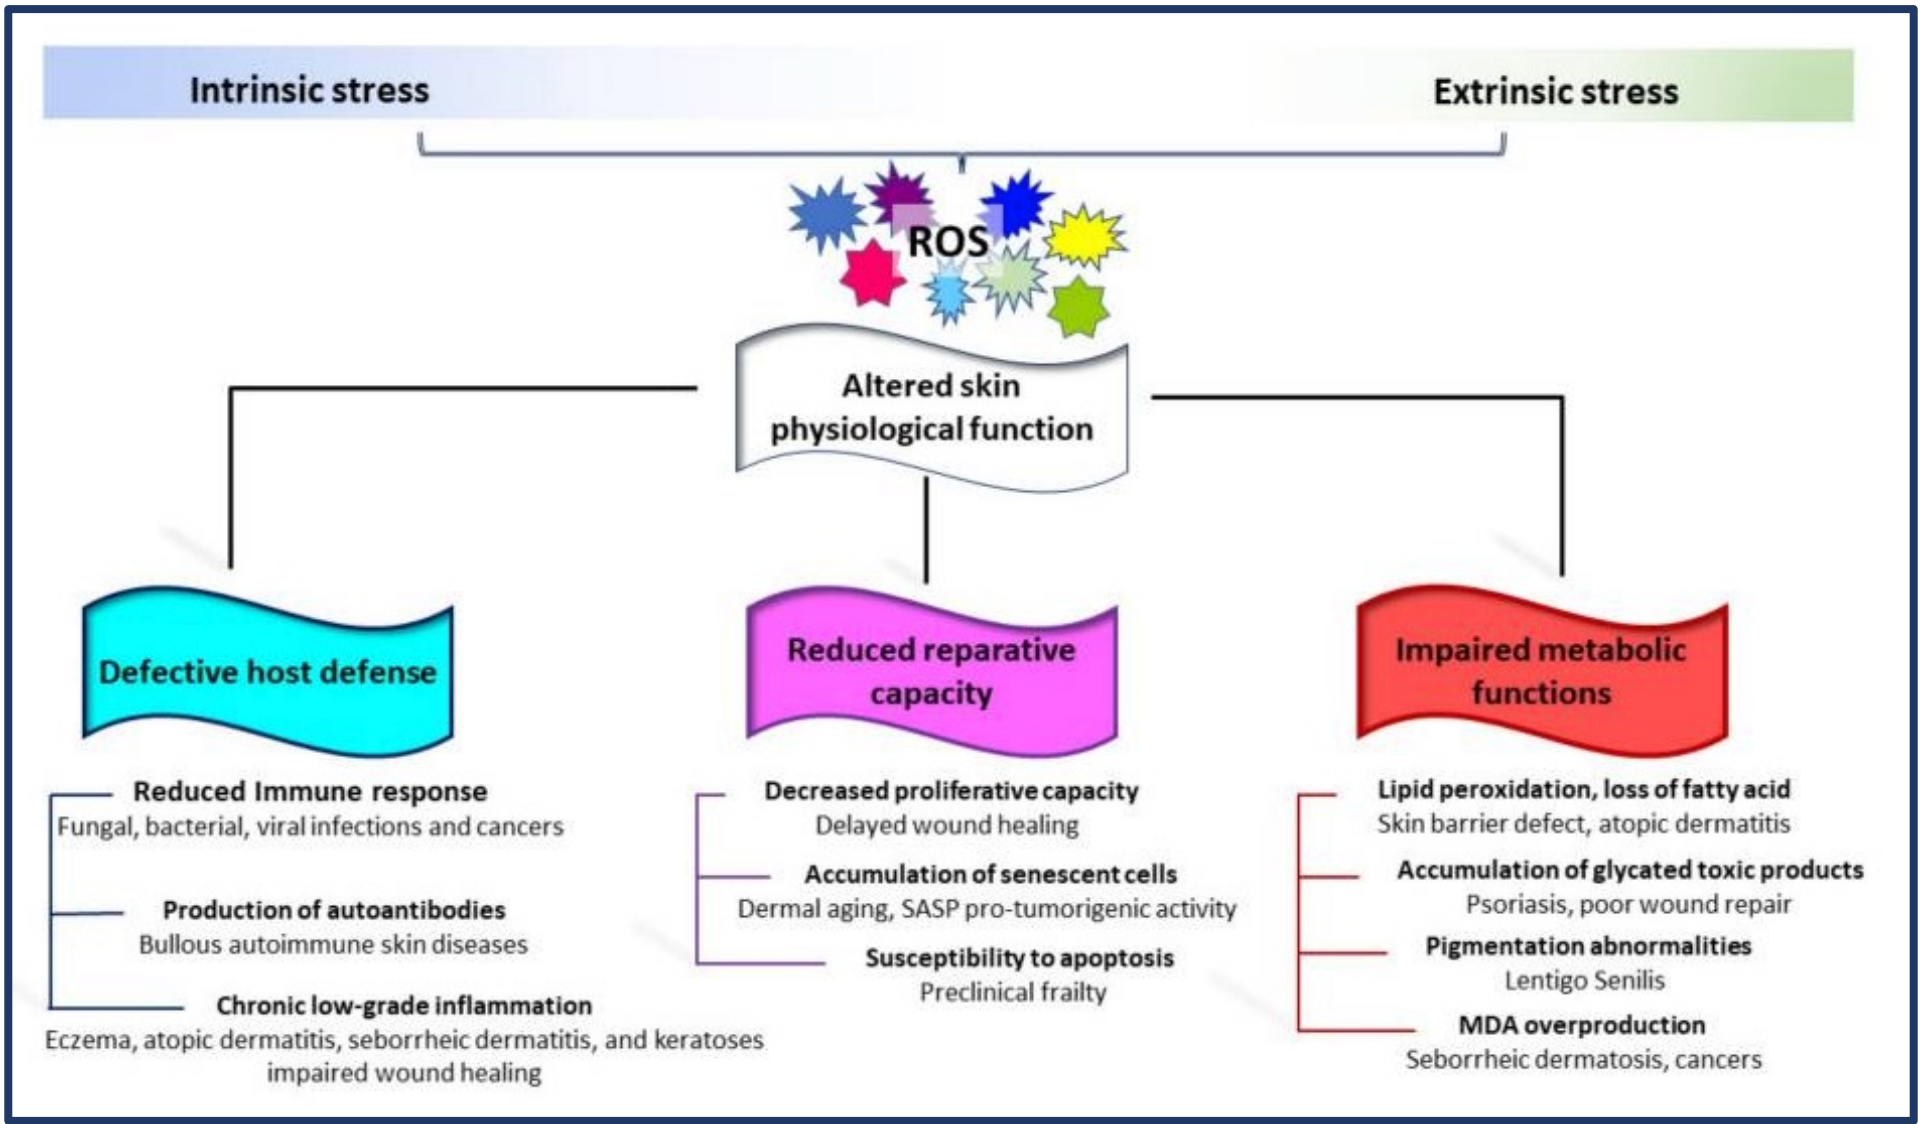 Intrinsic stress
Extrinsic stress
ROS
Altered skin
physiological function
Defective host defense
Reduced Immune response
Fungal, bacterial, viral infections and cancers
Production of autoantibodies
Bullous autoimmune skin diseases
Chronic low-grade inflammation
Eczema, atopic dermatitis, seborrheic dermatitis, and keratoses
impaired wound healing
Reduced reparative
capacity
Decreased proliferative capacity
Delayed wound healing
Accumulation of senescent cells
Dermal aging, SASP pro-tumorigenic activity
Susceptibility to apoptosis
Preclinical frailty
Impaired metabolic
functions
Lipid peroxidation, loss of fatty acid
Skin barrier defect, atopic dermatitis
Accumulation of glycated toxic products
Psoriasis, poor wound repair
Pigmentation abnormalities
Lentigo Senilis
MDA overproduction
Seborrheic dermatosis, cancers